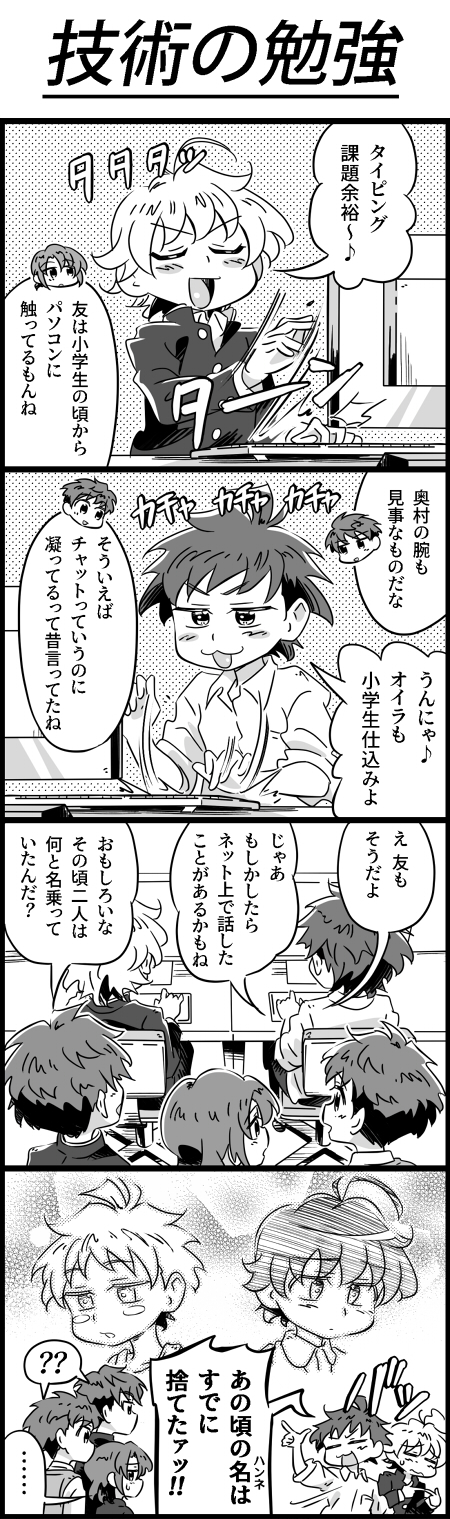 技術の勉強
タイピング
課題余裕〜♪
タタタン
ターン
友は小学生の頃から
パソコンに
触ってるもんね
奥村の腕も
見事なものだな
カチャ カチャ カチャ
うんにゃ♪
オイラも
小学生仕込みよ
そういえば
チャットっていうのに
凝ってるって昔言ってたね
え 友も
そうだよ
じゃあ
もしかしたら
ネット上で話した
ことがあるかもね
おもしろいな
その頃二人は
何と名乗って
いたんだ?
あの頃の名は
ハンネ
すでに
捨てたァッ!!
??
……